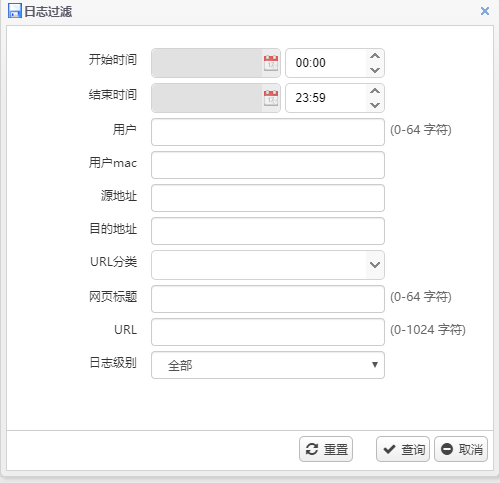 日志过滤
开始时间 00:00
结束时间 23:59
用户 (0-64 字符)
用户mac
源地址
目的地址
URL分类
网页标题 (0-64 字符)
URL (0-1024 字符)
日志级别 全部
重置 查询 取消